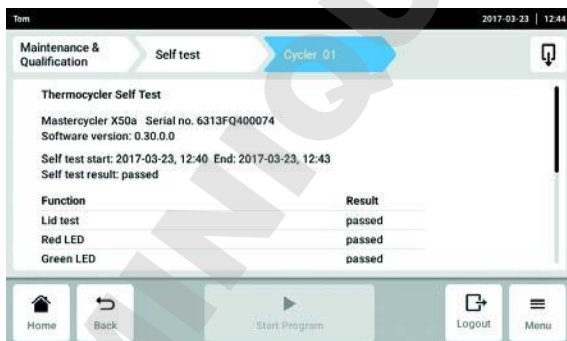 Tom 2017-03-23 | 12:44
Maintenance &
Qualification
Self test
Cycler 01
Thermocycler Self Test
Mastercycler X50a Serial no. 6313FQ400074
Software version: 0.30.0.0
Self test start: 2017-03-23, 12:40 End: 2017-03-23, 12:43
Self test result: passed
Function Result
Lid test passed
Red LED passed
Green LED passed
Home Back Start Program Logout Menu